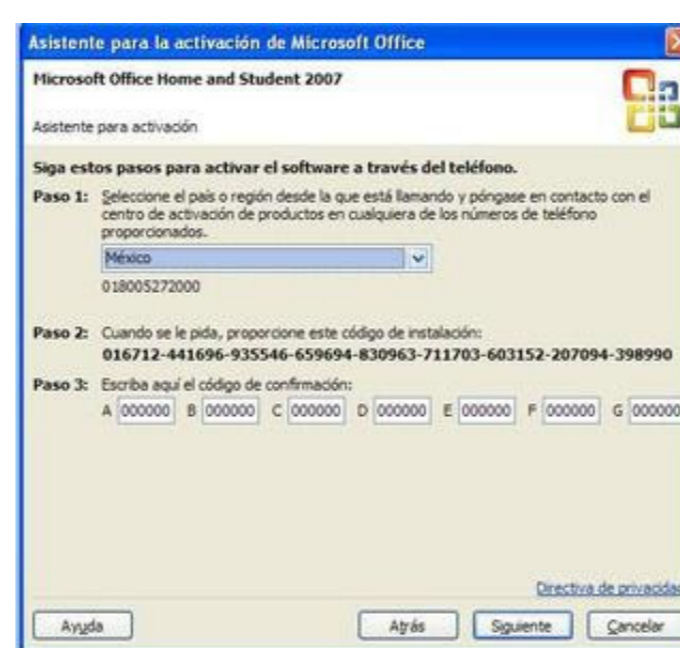 Asistente para la activación de Microsoft Office
Microsoft Office Home and Student 2007
Asistente para activación
Siga estos pasos para activar el software a través del teléfono.
Paso 1: Seleccione el país o región desde la que está llamando y póngase en contacto con el
centro de activación de productos en cualquiera de los números de teléfono
proporcionados.
México
018005272000
Paso 2: Cuando se le pida, proporcione este código de instalación:
016712-441696-935546-659694-830963-711703-603152-207094-398990
Paso 3: Escriba aquí el código de confirmación:
A 000000 B 000000 C 000000 D 000000 E 000000 F 000000 G 000000
Directiva de privacidad
Ayuda Atrás Siguiente Cancelar